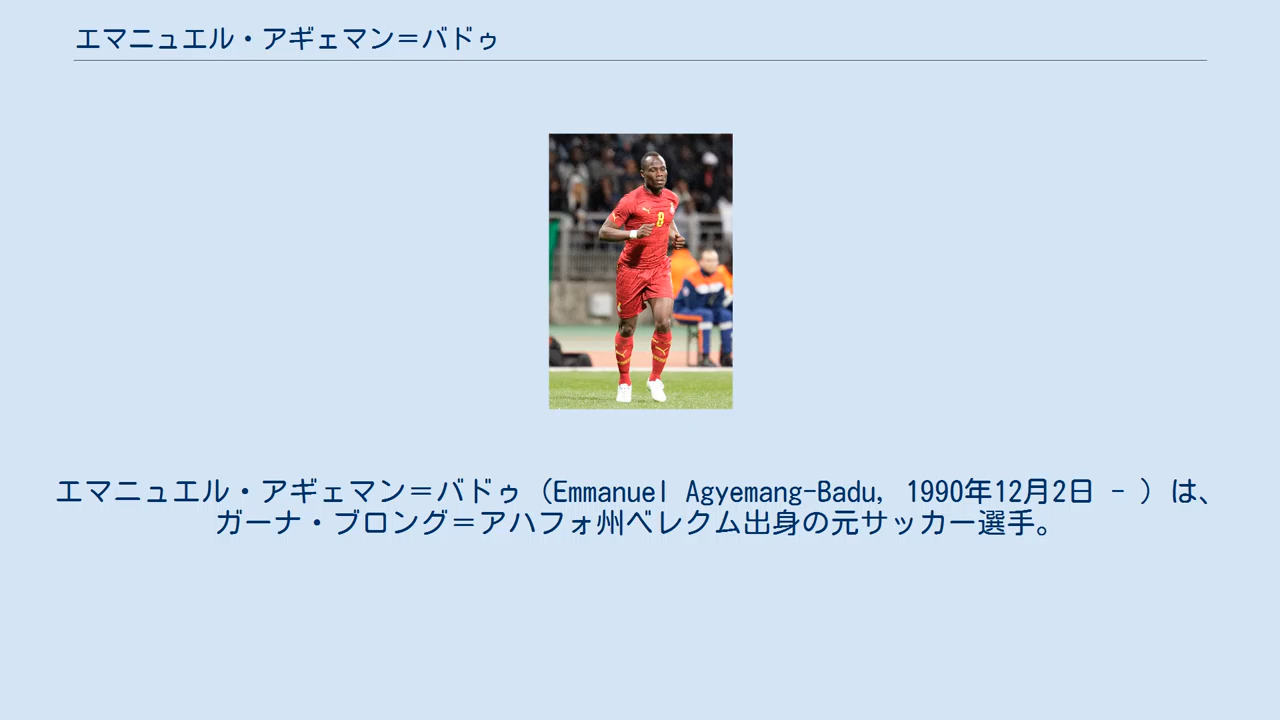 エマニュエル・アギェマン＝バドゥ
8
エマニュエル・アギェマン＝バドゥ（Emmanuel Agyemang-Badu, 1990年12月2日 - ）は、
ガーナ・ブロング＝アハフォ州ベレクム出身の元サッカー選手。